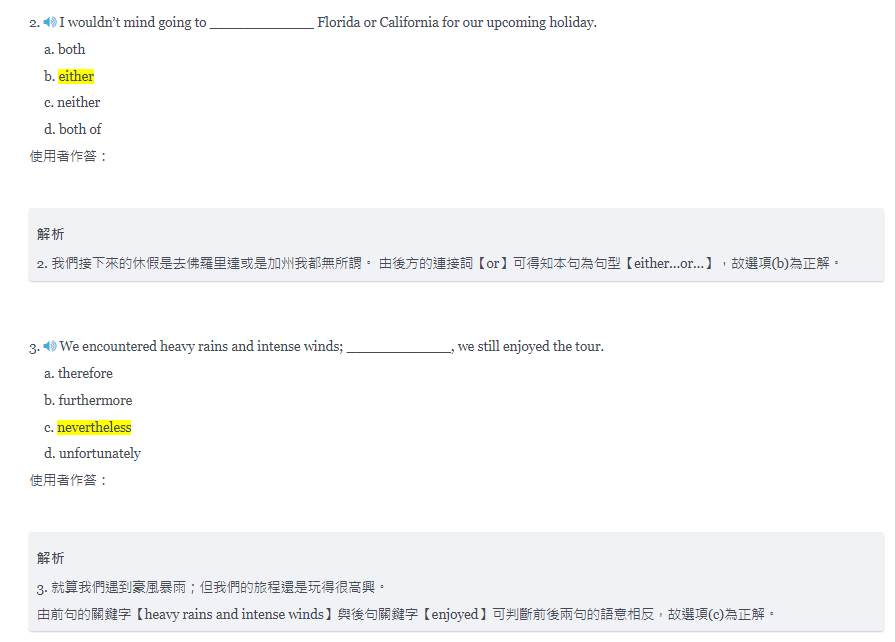 2. I wouldn't mind going to _____________ Florida or California for our upcoming holiday.
a. both
b. either
c. neither
d. both of
使用者作答：
解析
2. 我們接下來的休假是去佛羅里達或是加州我都無所謂。 由後方的連接詞【or】可得知本句為句型【either...or...】，故選項(b)為正解。
3. We encountered heavy rains and intense winds; _____________, we still enjoyed the tour.
a. therefore
b. furthermore
c. nevertheless
d. unfortunately
使用者作答：
解析
3. 就算我們遇到豪風暴雨；但我們的旅程還是玩得很高興。
由前句的關鍵字【heavy rains and intense winds】與後句關鍵字【enjoyed】可判斷前後兩句的語意相反，故選項(c)為正解。